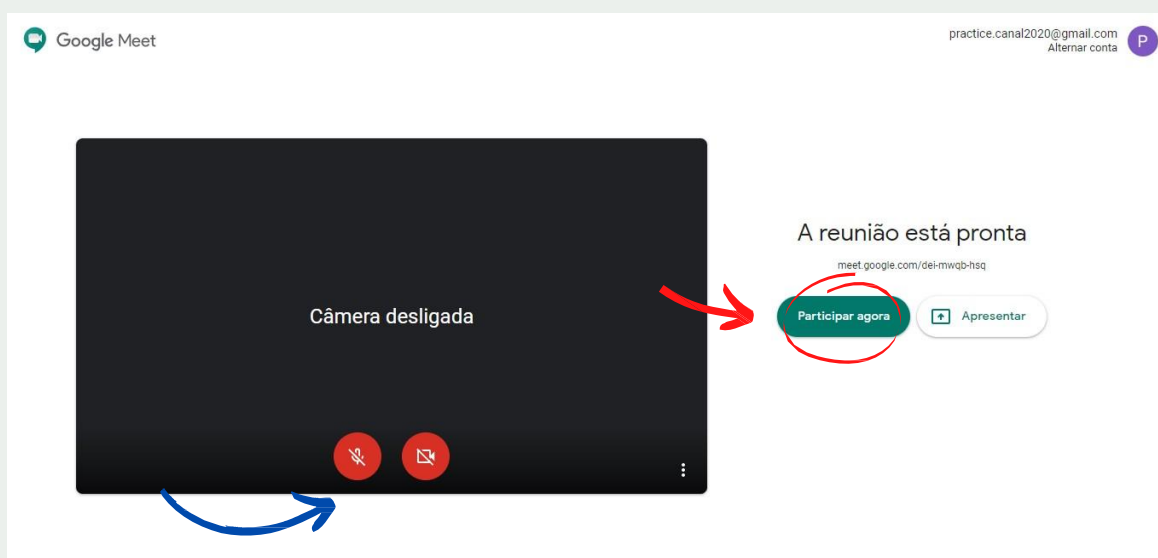 Google Meet
practice.canal2020@gmail.com
Alternar conta
P
Câmera desligada
A reunião está pronta
meet.google.com/dei-mwqb-hsq
Participar agora
Apresentar